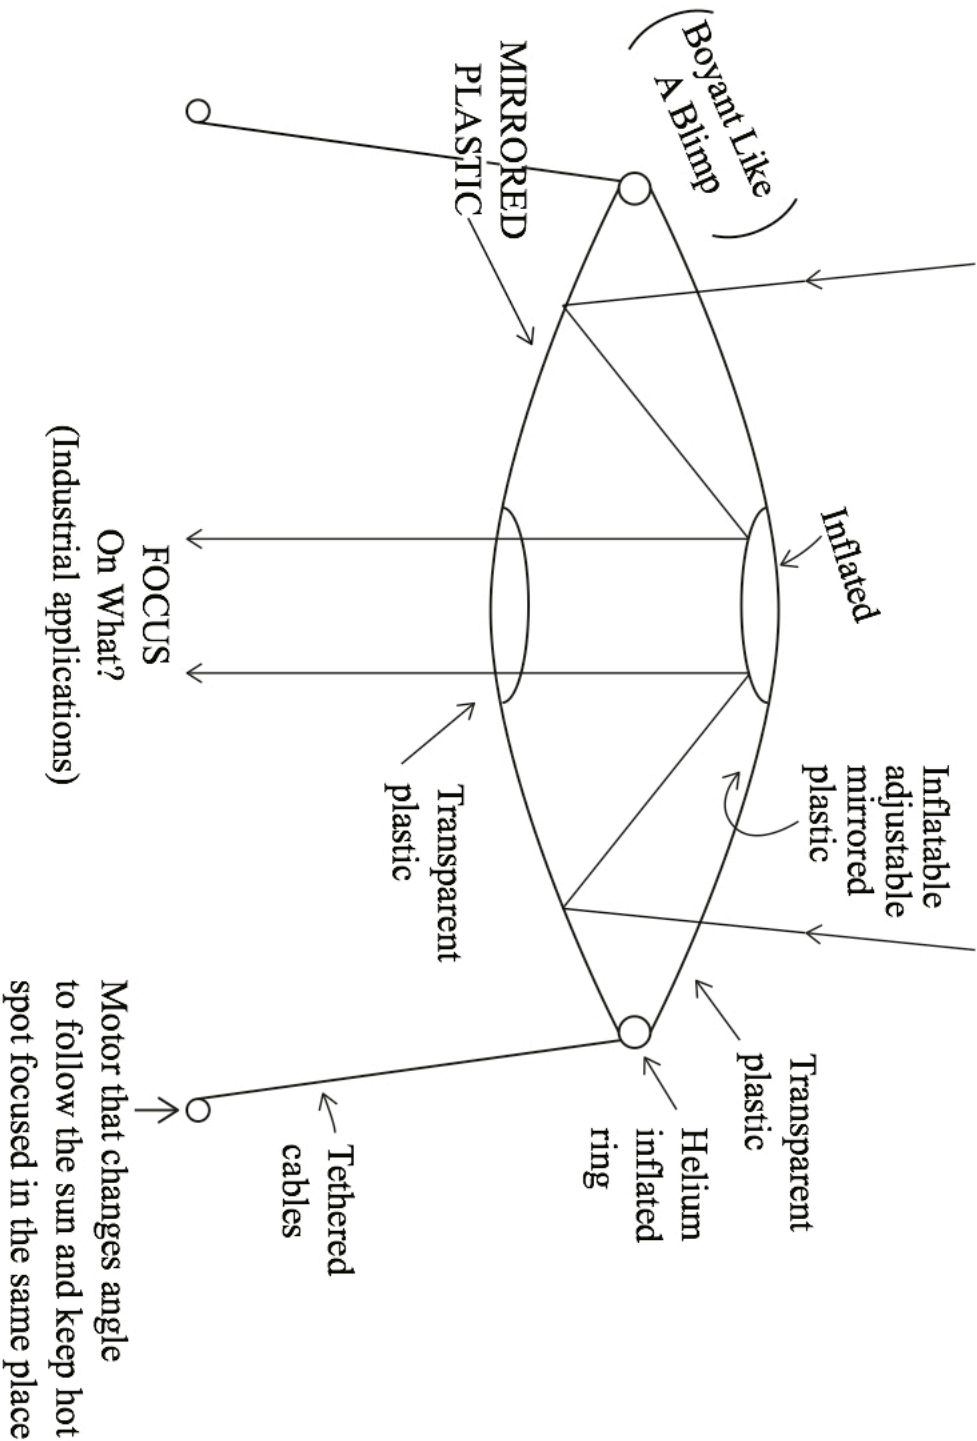 (Boyant Like
A Blimp)
MIRRORED
PLASTIC
Inflated
Inflatable
adjustable
mirrored
plastic
Transparent
plastic
Helium
inflated
ring
Transparent
plastic
Tethered
cables
FOCUS
On What?
(Industrial applications)
Motor that changes angle
to follow the sun and keep hot
spot focused in the same place